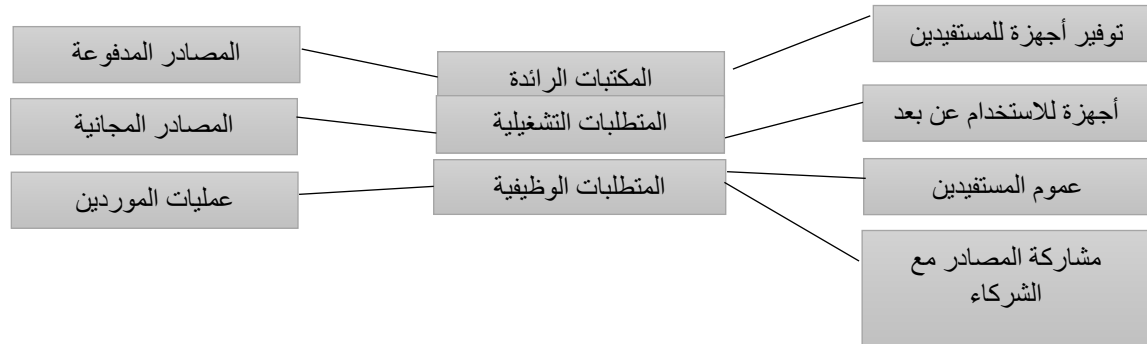 توفير أجهزة للمستفيدين
أجهزة للاستخدام عن بعد
عموم المستفيدين
مشاركة المصادر مع
الشركاء
المكتبات الرائدة
المتطلبات التشغيلية
المتطلبات الوظيفية
المصادر المدفوعة
المصادر المجانية
عمليات الموردين